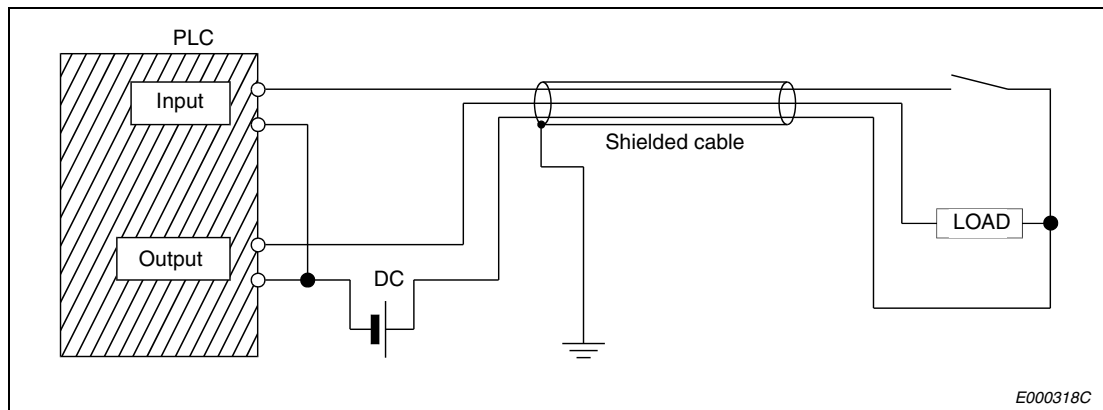 PLC
Input
Shielded cable
LOAD
Output
DC
E000318C